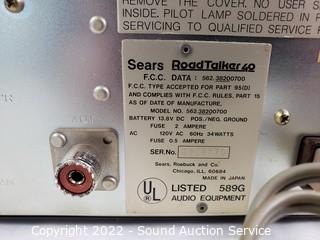 REMOVE THE COVER. NO USER S
INSIDE. PILOT LAMP SOLDERED IN P
SERVICING TO QUALIFIED SERVICE P
Sears RoadTalker 40
F.C.C. DATA: 562.38200700
F.C.C. TYPE ACCEPTED FOR PART 95(D)
AND COMPLIES WITH F.C.C. RULES, PART 15
AS OF DATE OF MANUFACTURE.
MODEL NO. 562.38200700
BATTERY 13.8V DC POS./NEG. GROUND
FUSE 2 AMPERE
AC 120V AC 60Hz 34WATTS
FUSE 0.5 AMPERE
SER.No.
Sears, Roebuck and Co.
Chicago, ILL. 60684
MADE IN JAPAN
UL LISTED 589G
AUDIO EQUIPMENT
Copyright 2022 - Sound Auction Service